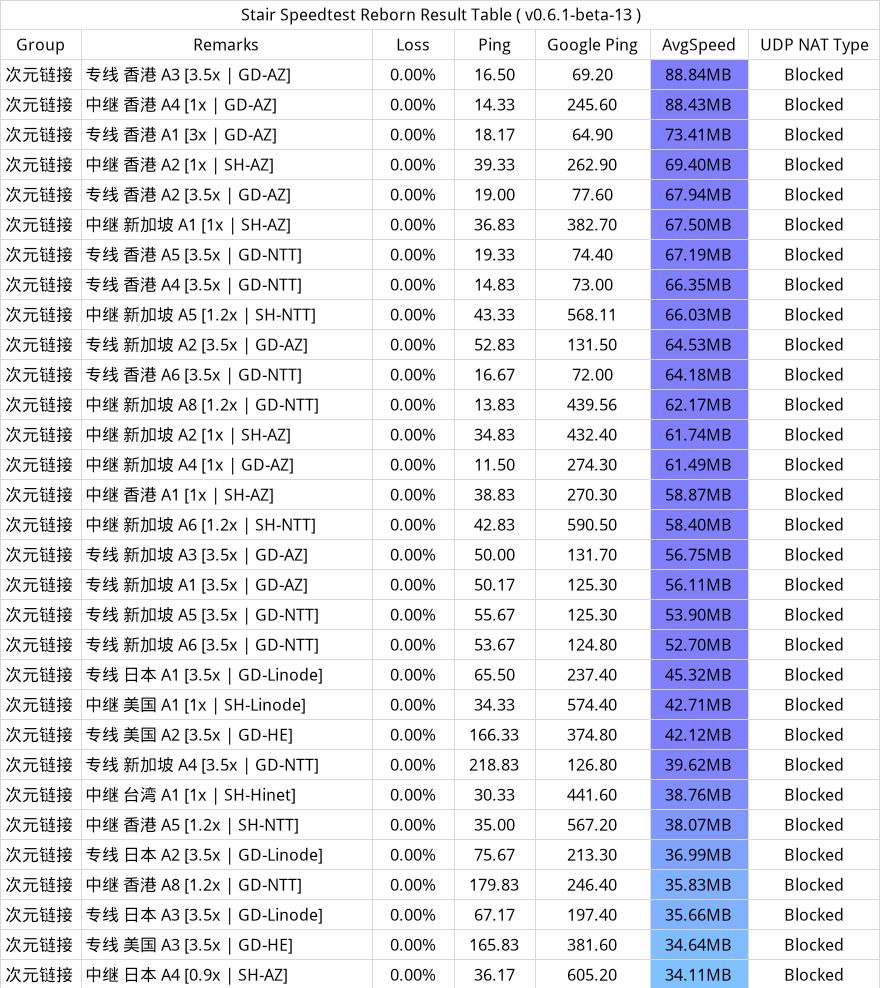 Stair Speedtest Reborn Result Table ( v0.6.1-beta-13 )
Group Remarks Loss Ping Google Ping AvgSpeed UDP NAT Type
次元链接 专线 香港 A3 [3.5x | GD-AZ] 0.00% 16.50 69.20 88.84MB Blocked
次元链接 中继 香港 A4 [1x | GD-AZ] 0.00% 14.33 245.60 88.43MB Blocked
次元链接 专线 香港 A1 [3x | GD-AZ] 0.00% 18.17 64.90 73.41MB Blocked
次元链接 中继 香港 A2 [1x | SH-AZ] 0.00% 39.33 262.90 69.40MB Blocked
次元链接 专线 香港 A2 [3.5x | GD-AZ] 0.00% 19.00 77.60 67.94MB Blocked
次元链接 中继 新加坡 A1 [1x | SH-AZ] 0.00% 36.83 382.70 67.50MB Blocked
次元链接 专线 香港 A5 [3.5x | GD-NTT] 0.00% 19.33 74.40 67.19MB Blocked
次元链接 专线 香港 A4 [3.5x | GD-NTT] 0.00% 14.83 73.00 66.35MB Blocked
次元链接 中继 新加坡 A5 [1.2x | SH-NTT] 0.00% 43.33 568.11 66.03MB Blocked
次元链接 专线 新加坡 A2 [3.5x | GD-AZ] 0.00% 52.83 131.50 64.53MB Blocked
次元链接 专线 香港 A6 [3.5x | GD-NTT] 0.00% 16.67 72.00 64.18MB Blocked
次元链接 中继 新加坡 A8 [1.2x | GD-NTT] 0.00% 13.83 439.56 62.17MB Blocked
次元链接 中继 新加坡 A2 [1x | SH-AZ] 0.00% 34.83 432.40 61.74MB Blocked
次元链接 中继 新加坡 A4 [1x | GD-AZ] 0.00% 11.50 274.30 61.49MB Blocked
次元链接 中继 香港 A1 [1x | SH-AZ] 0.00% 38.83 270.30 58.87MB Blocked
次元链接 中继 新加坡 A6 [1.2x | SH-NTT] 0.00% 42.83 590.50 58.40MB Blocked
次元链接 专线 新加坡 A3 [3.5x | GD-AZ] 0.00% 50.00 131.70 56.75MB Blocked
次元链接 专线 新加坡 A1 [3.5x | GD-AZ] 0.00% 50.17 125.30 56.11MB Blocked
次元链接 专线 新加坡 A5 [3.5x | GD-NTT] 0.00% 55.67 125.30 53.90MB Blocked
次元链接 专线 新加坡 A6 [3.5x | GD-NTT] 0.00% 53.67 124.80 52.70MB Blocked
次元链接 专线 日本 A1 [3.5x | GD-Linode] 0.00% 65.50 237.40 45.32MB Blocked
次元链接 中继 美国 A1 [1x | SH-Linode] 0.00% 34.33 574.40 42.71MB Blocked
次元链接 专线 美国 A2 [3.5x | GD-HE] 0.00% 166.33 374.80 42.12MB Blocked
次元链接 专线 新加坡 A4 [3.5x | GD-NTT] 0.00% 218.83 126.80 39.62MB Blocked
次元链接 中继 台湾 A1 [1x | SH-Hinet] 0.00% 30.33 441.60 38.76MB Blocked
次元链接 中继 香港 A5 [1.2x | SH-NTT] 0.00% 35.00 567.20 38.07MB Blocked
次元链接 专线 日本 A2 [3.5x | GD-Linode] 0.00% 75.67 213.30 36.99MB Blocked
次元链接 中继 香港 A8 [1.2x | GD-NTT] 0.00% 179.83 246.40 35.83MB Blocked
次元链接 专线 日本 A3 [3.5x | GD-Linode] 0.00% 67.17 197.40 35.66MB Blocked
次元链接 专线 美国 A3 [3.5x | GD-HE] 0.00% 165.83 381.60 34.64MB Blocked
次元链接 中继 日本 A4 [0.9x | SH-AZ] 0.00% 36.17 605.20 34.11MB Blocked